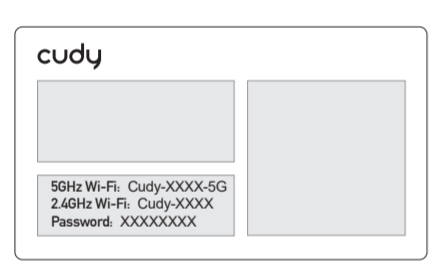 cudy
5GHz Wi-Fi: Cudy-XXXX-5G
2.4GHz Wi-Fi: Cudy-XXXX
Password: XXXXXXXX